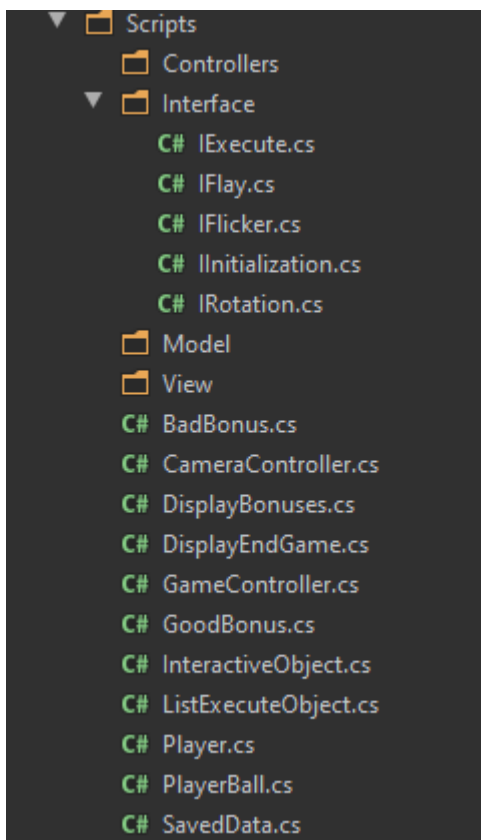 Scripts
Controllers
Interface
C# IExecute.cs
C# IFlay.cs
C# IFlicker.cs
C# IInitialization.cs
C# IRotation.cs
Model
View
C# BadBonus.cs
C# CameraController.cs
C# DisplayBonuses.cs
C# DisplayEndGame.cs
C# GameController.cs
C# GoodBonus.cs
C# InteractiveObject.cs
C# ListExecuteObject.cs
C# Player.cs
C# PlayerBall.cs
C# SavedData.cs